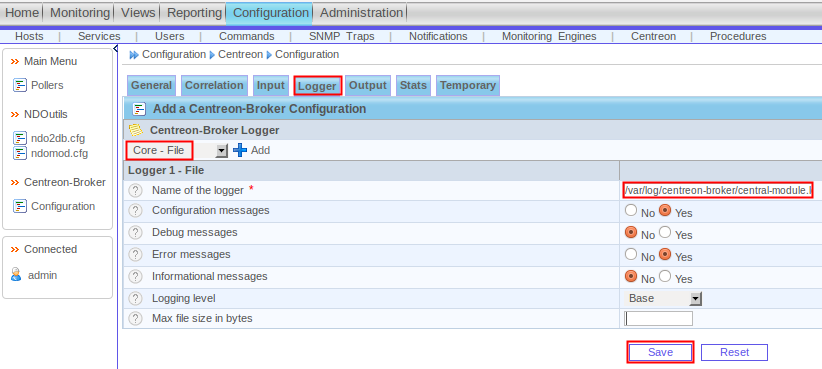 Home Monitoring Views Reporting Configuration Administration
Hosts | Services | Users | Commands | SNMP Traps | Notifications | Monitoring Engines | Centreon | Procedures
Main Menu
Pollers
NDOutils
ndo2db.cfg
ndomod.cfg
Centreon-Broker
Configuration
Connected
admin
Configuration Centreon Configuration
General Correlation Input Logger Output Stats Temporary
Add a Centreon-Broker Configuration
Centreon-Broker Logger
Core - File Add
Logger 1 - File
? Name of the logger * /var/log/centreon-broker/central-module.l
? Configuration messages No Yes
? Debug messages No Yes
? Error messages No Yes
? Informational messages No Yes
? Logging level Base
? Max file size in bytes
Save Reset